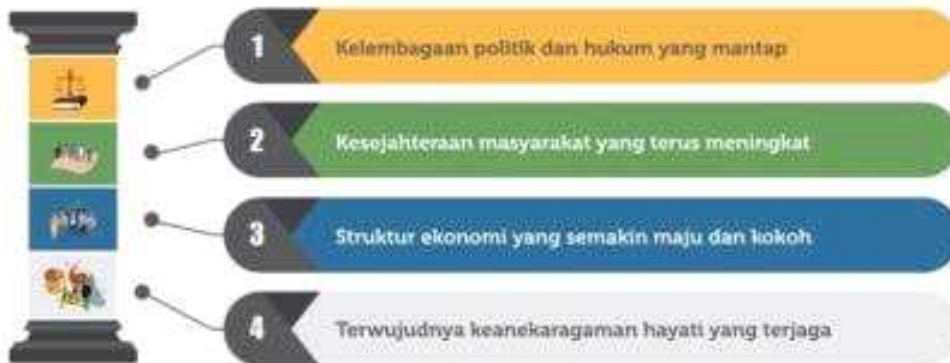 1
Kelembagaan politik dan hukum yang mantap
2
Kesejahteraan masyarakat yang terus meningkat
3
Struktur ekonomi yang semakin maju dan kokoh
4
Terwujudnya keanekaragaman hayati yang terjaga